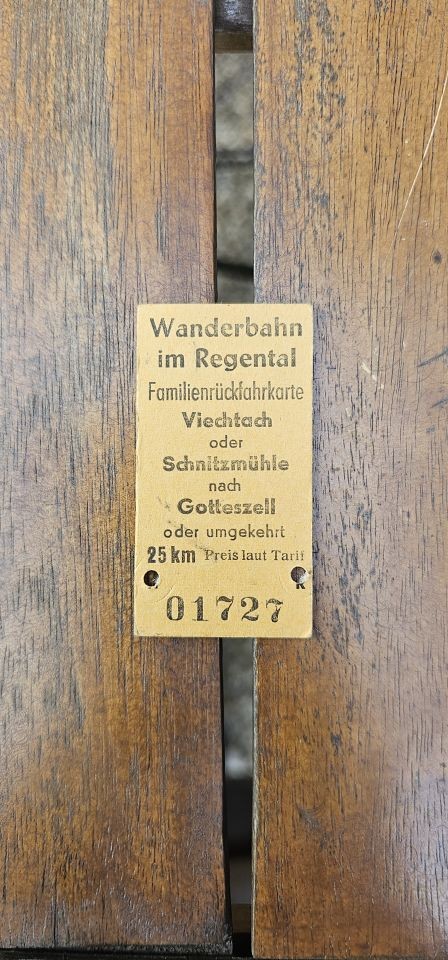 Wanderbahn
im Regental
Familienrückfahrkarte
Viechtach
oder
Schnitzmühle
nach
Gotteszell
oder umgekehrt
25 km Preis laut Tarif
K
01727